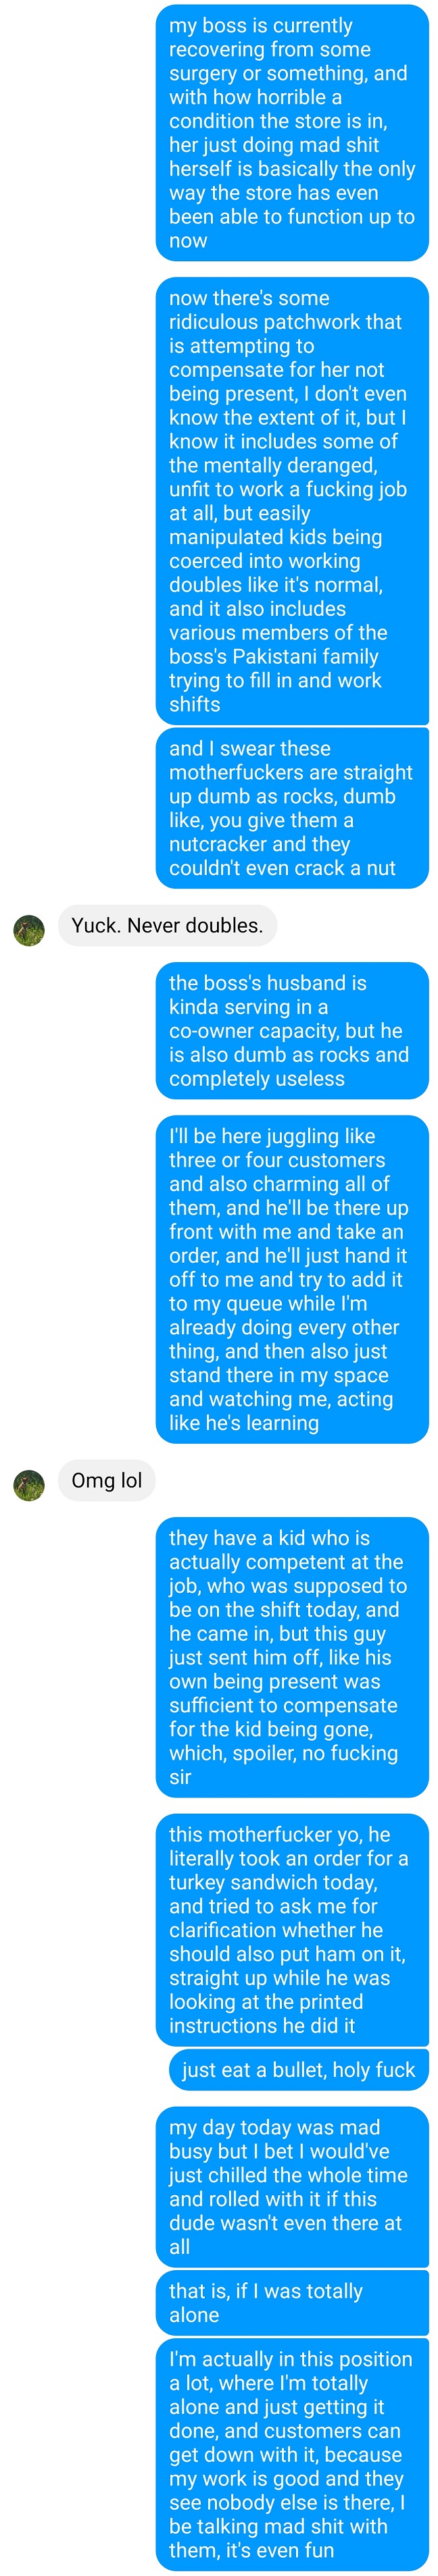 my boss is currently
recovering from some
surgery or something, and
with how horrible a
condition the store is in,
her just doing mad shit
herself is basically the only
way the store has even
been able to function up to
now
now there's some
ridiculous patchwork that
is attempting to
compensate for her not
being present, I don't even
know the extent of it, but I
know it includes some of
the mentally deranged,
unfit to work a fucking job
at all, but easily
manipulated kids being
coerced into working
doubles like it's normal,
and it also includes
various members of the
boss's Pakistani family
trying to fill in and work
shifts
and I swear these
motherfuckers are straight
up dumb as rocks, dumb
like, you give them a
nutcracker and they
couldn't even crack a nut
Yuck. Never doubles.
the boss's husband is
kinda serving in a
co-owner capacity, but he
is also dumb as rocks and
completely useless
I'll be here juggling like
three or four customers
and also charming all of
them, and he'll be there up
front with me and take an
order, and he'll just hand it
off to me and try to add it
to my queue while I'm
already doing every other
thing, and then also just
stand there in my space
and watching me, acting
like he's learning
Omg lol
they have a kid who is
actually competent at the
job, who was supposed to
be on the shift today, and
he came in, but this guy
just sent him off, like his
own being present was
sufficient to compensate
for the kid being gone,
which, spoiler, no fucking
sir
this motherfucker yo, he
literally took an order for a
turkey sandwich today,
and tried to ask me for
clarification whether he
should also put ham on it,
straight up while he was
looking at the printed
instructions he did it
just eat a bullet, holy fuck
my day today was mad
busy but I bet I would've
just chilled the whole time
and rolled with it if this
dude wasn't even there at
all
that is, if I was totally
alone
I'm actually in this position
a lot, where I'm totally
alone and just getting it
done, and customers can
get down with it, because
my work is good and they
see nobody else is there, I
be talking mad shit with
them, it's even fun